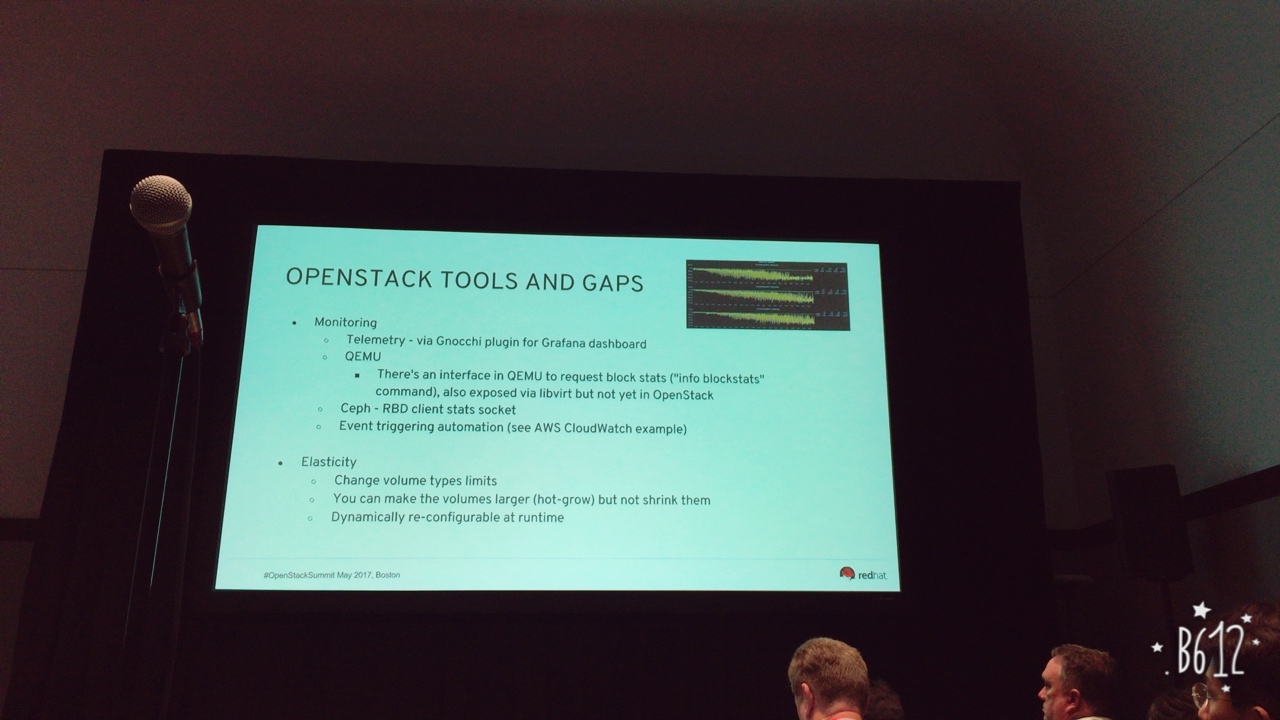 OPENSTACK TOOLS AND GAPS
• Monitoring
○ Telemetry - via Gnocchi plugin for Grafana dashboard
○ QEMU
■ There's an interface in QEMU to request block stats ("info blockstats"
command), also exposed via libvirt but not yet in OpenStack
○ Ceph - RBD client stats socket
○ Event triggering automation (see AWS CloudWatch example)
• Elasticity
○ Change volume types limits
○ You can make the volumes larger (hot-grow) but not shrink them
○ Dynamically re-configurable at runtime
#OpenStackSummit May 2017, Boston
redhat.
B612